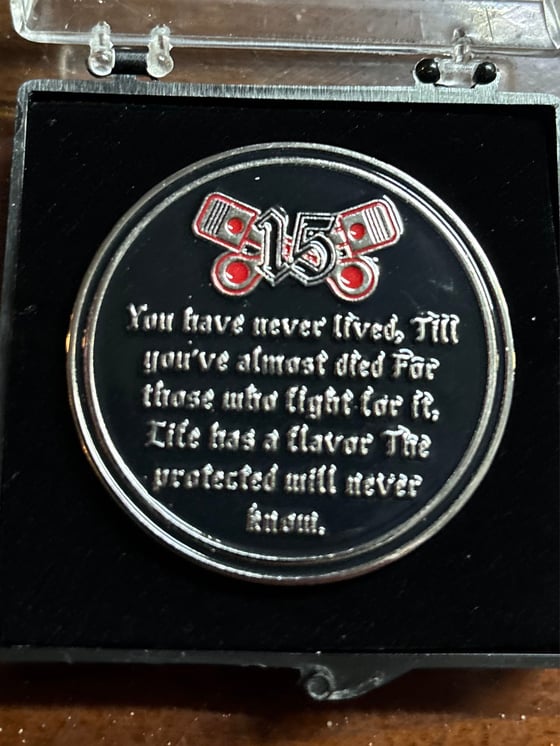 15
You have never lived, Till
you've almost died For
those who fight for it,
Life has a flavor The
protected will never
know.